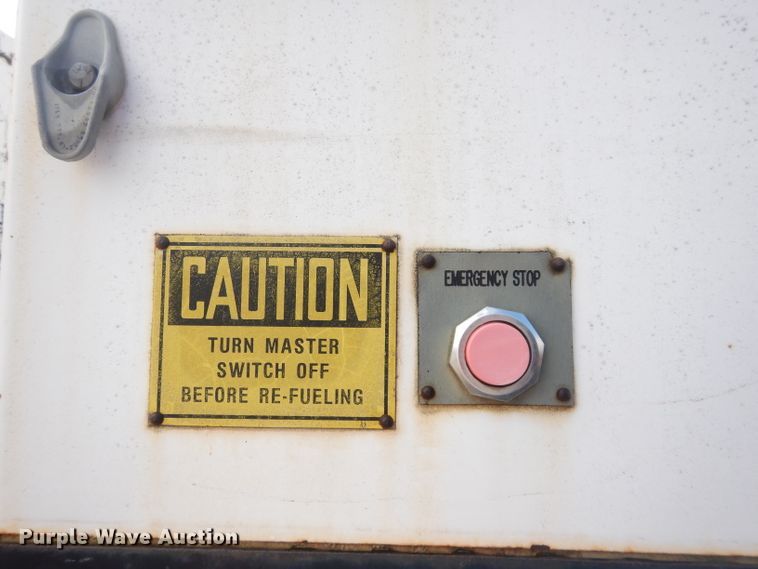 CAUTION
TURN MASTER
SWITCH OFF
BEFORE RE-FUELING
EMERGENCY STOP
Purple Wave Auction